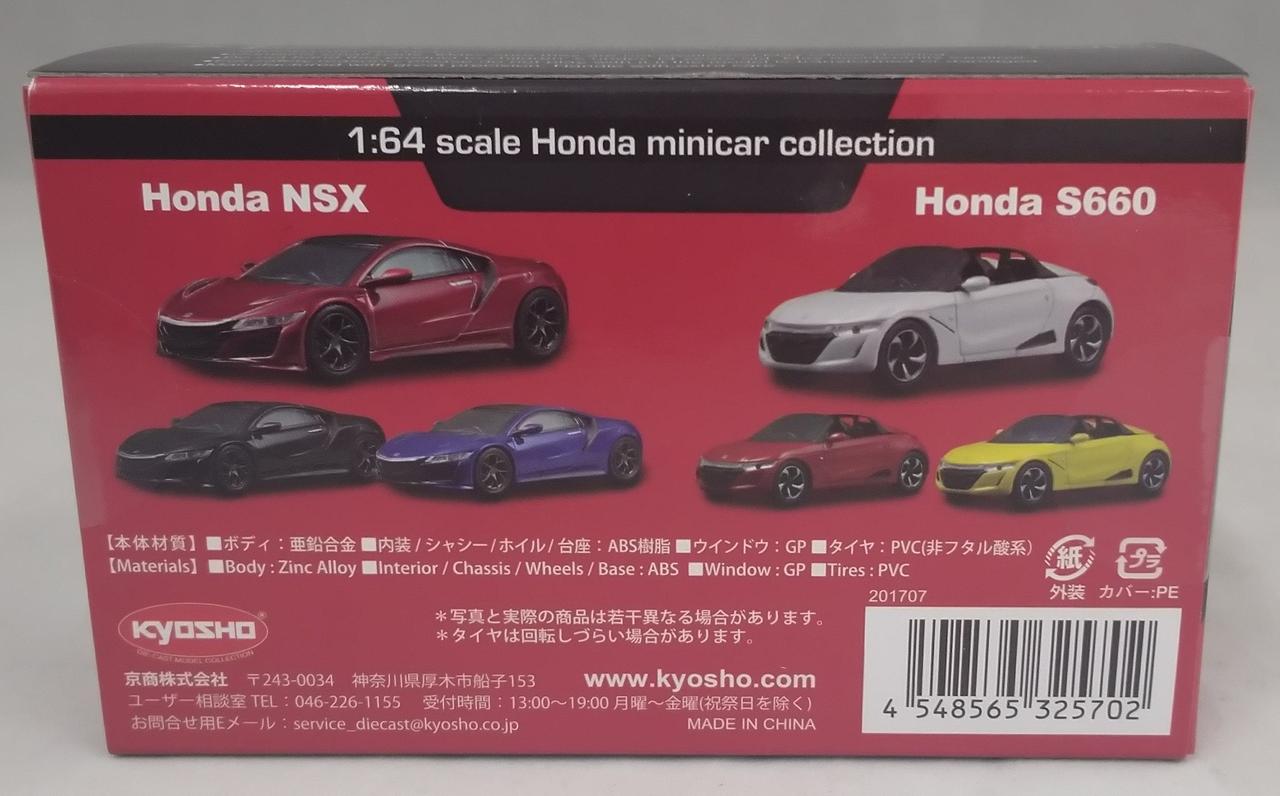 1:64 scale Honda minicar collection
Honda NSX
Honda S660
【本体材質】■ボディ：亜鉛合金■内装/シャシー/ホイル/台座：ABS樹脂■ウインドウ：GP■タイヤ：PVC(非フタル酸系)
【Materials】■Body : Zinc Alloy■Interior / Chassis / Wheels / Base : ABS ■Window : GP■Tires : PVC
紙
外装
プラ
カバー:PE
201707
KYOSHO®
DIE-CAST MODEL COLLECTION
＊写真と実際の商品は若干異なる場合があります。
＊タイヤは回転しづらい場合があります。
京商株式会社 〒243-0034 神奈川県厚木市船子153
www.kyosho.com
ユーザー相談室 TEL：046-226-1155 受付時間：13:00〜19:00 月曜〜金曜(祝祭日を除く)
お問合せ用Eメール：service_diecast@kyosho.co.jp
MADE IN CHINA
4 548565 325702